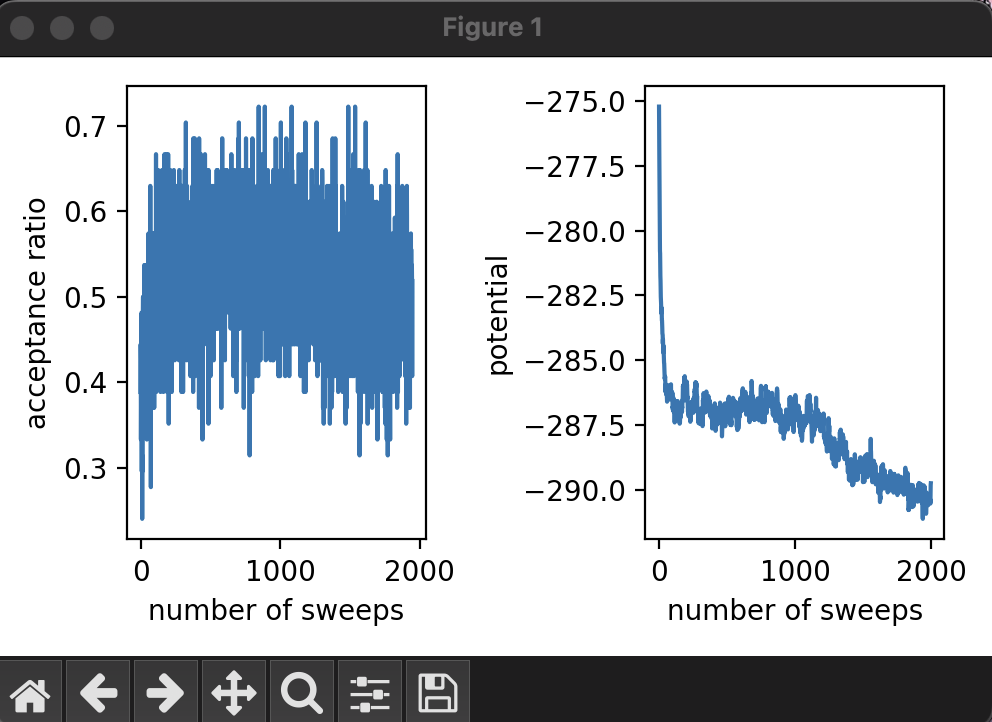 Figure 1
acceptance ratio
0.7
0.6
0.5
0.4
0.3
0 1000 2000
number of sweeps
potential
−275.0
−277.5
−280.0
−282.5
−285.0
−287.5
−290.0
0 1000 2000
number of sweeps